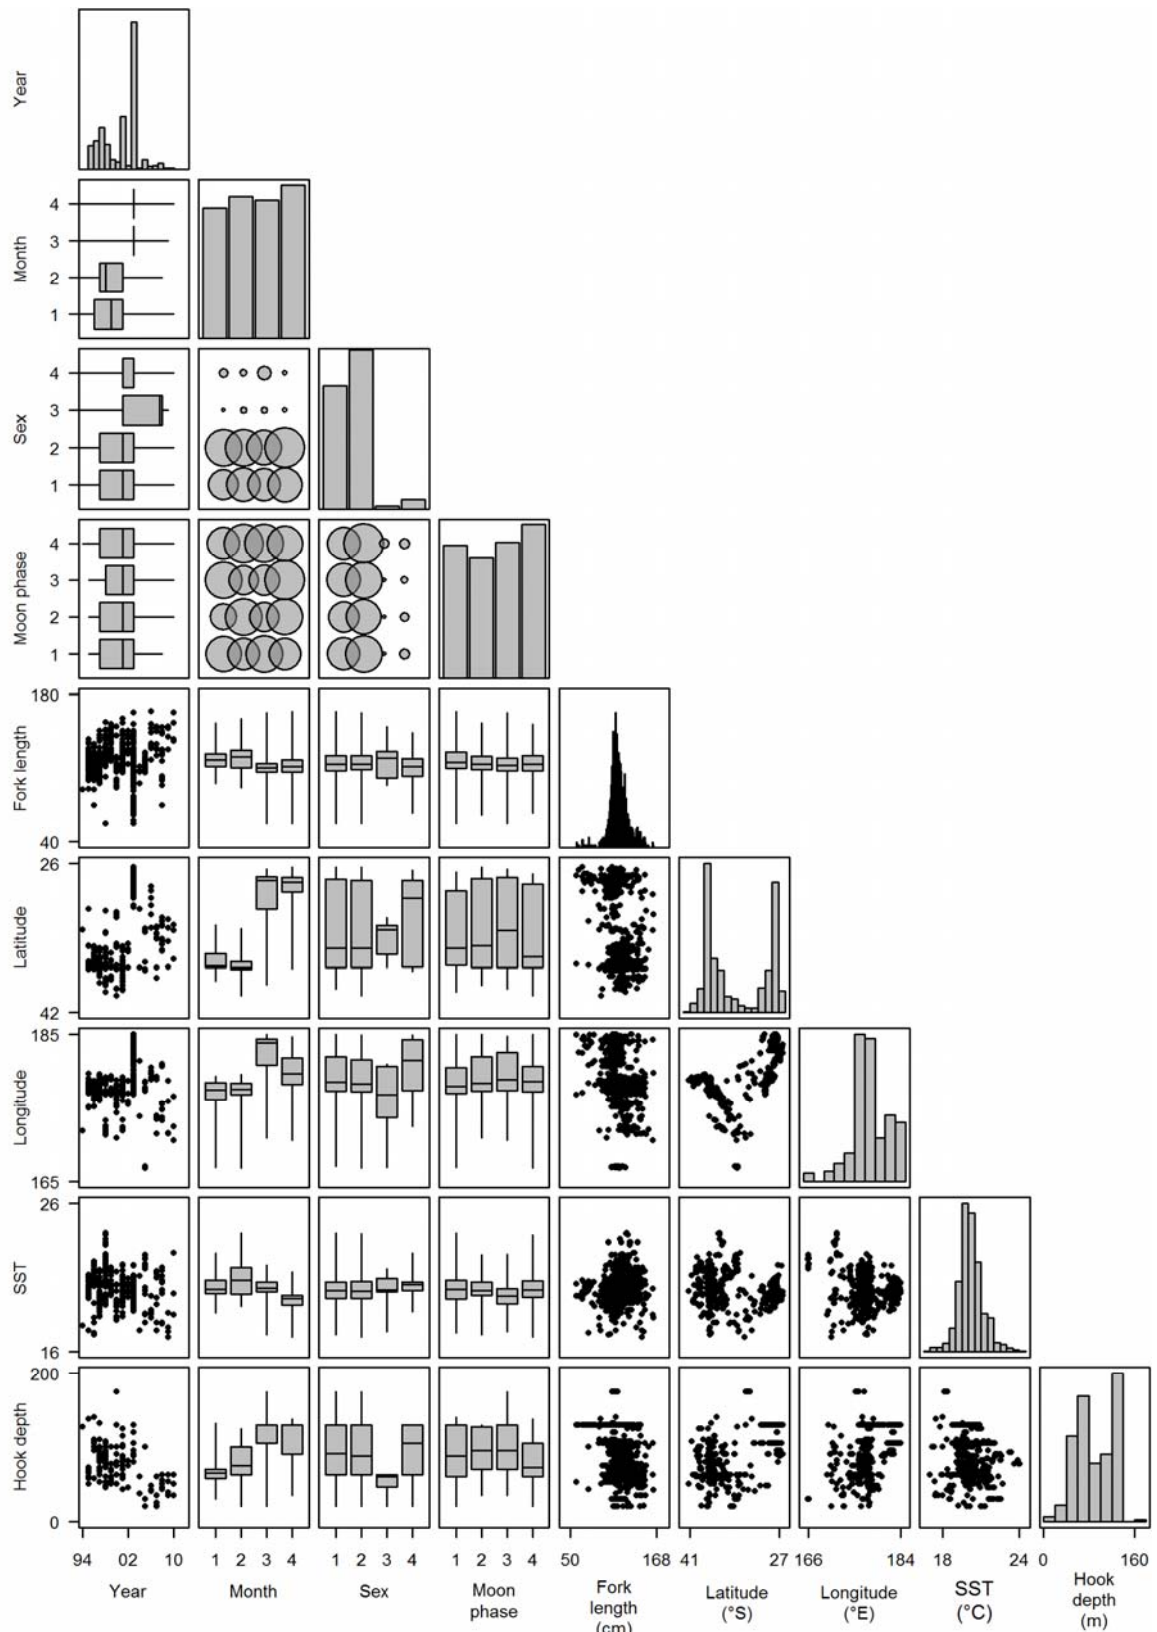 Year
4
3
2
1
Month
4
3
2
1
Sex
4
3
2
1
Moon phase
180
40
Fork length
26
42
Latitude
185
165
Longitude
26
16
SST
200
0
Hook depth
94 02 10 1 2 3 4 1 2 3 4 1 2 3 4 50 168 41 27 166 184 18 24 0 160
Year Month Sex Moon phase Fork length (cm) Latitude (°S) Longitude (°E) SST (°C) Hook depth (m)